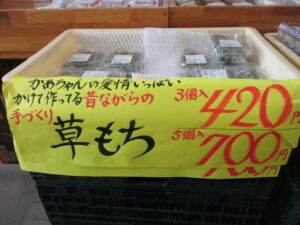 かあちゃんの愛情いっぱい
かけて作ってる昔ながらの
手づくり
草もち
3個入 420円
5個入 700円